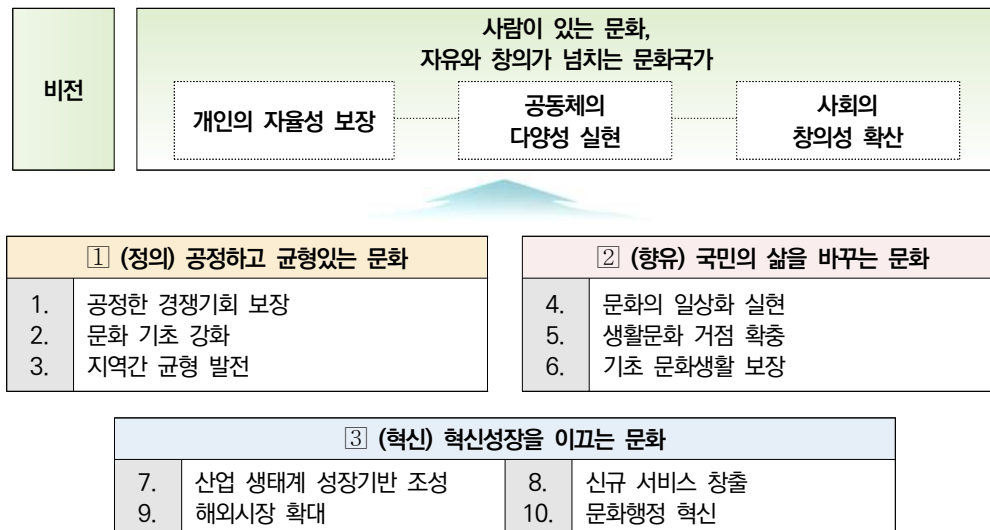 비전
사람이 있는 문화,
자유와 창의가 넘치는 문화국가
개인의 자율성 보장
공동체의
다양성 실현
사회의
창의성 확산
1 (정의) 공정하고 균형있는 문화
1. 공정한 경쟁기회 보장
2. 문화 기초 강화
3. 지역간 균형 발전
2 (향유) 국민의 삶을 바꾸는 문화
4. 문화의 일상화 실현
5. 생활문화 거점 확충
6. 기초 문화생활 보장
3 (혁신) 혁신성장을 이끄는 문화
7. 산업 생태계 성장기반 조성
8. 신규 서비스 창출
9. 해외시장 확대
10. 문화행정 혁신